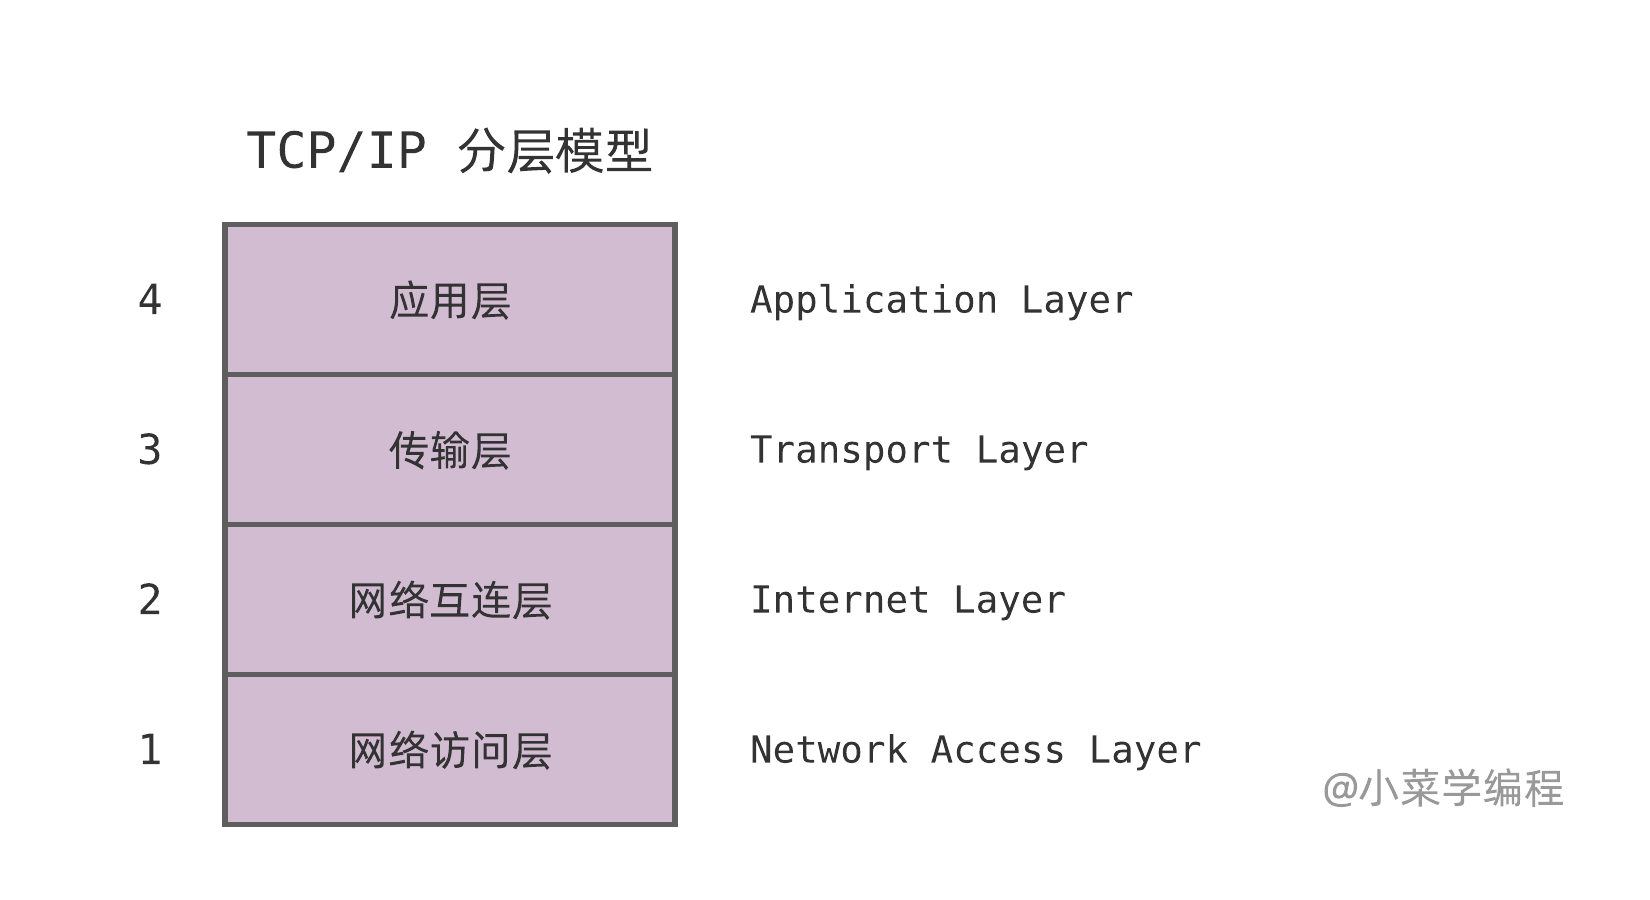 TCP/IP 分层模型
4 应用层 Application Layer
3 传输层 Transport Layer
2 网络互连层 Internet Layer
1 网络访问层 Network Access Layer
@小菜学编程